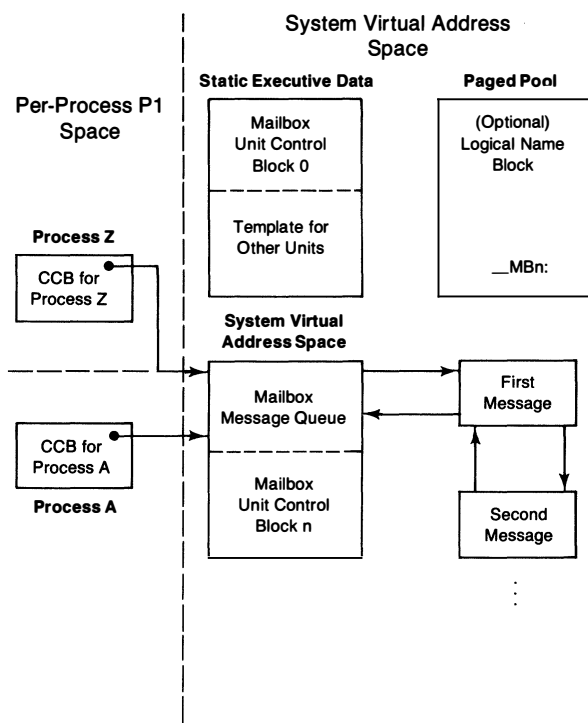 System Virtual Address
Space
Per-Process P1
Space
Static Executive Data
Mailbox
Unit Control
Block 0
Template for
Other Units
Paged Pool
(Optional)
Logical Name
Block
__MBn:
Process Z
CCB for
Process Z
System Virtual
Address Space
Mailbox
Message Queue
Mailbox
Unit Control
Block n
First
Message
Second
Message
CCB for
Process A
Process A